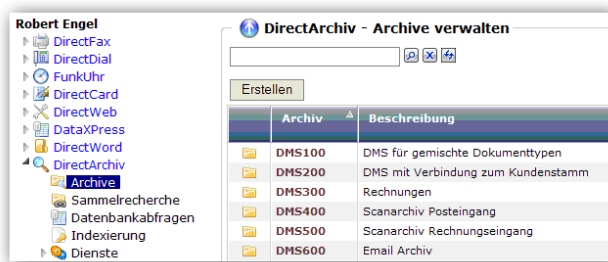 Robert Engel
DirectFax
DirectDial
FunkUhr
DirectCard
DirectWeb
DataXPress
DirectWord
DirectArchiv
Archive
Sammelrecherche
Datenbankabfragen
Indexierung
Dienste
DirectArchiv - Archive verwalten
Erstellen
Archiv Beschreibung
DMS100 DMS für gemischte Dokumenttypen
DMS200 DMS mit Verbindung zum Kundenstamm
DMS300 Rechnungen
DMS400 Scanarchiv Posteingang
DMS500 Scanarchiv Rechnungseingang
DMS600 Email Archiv